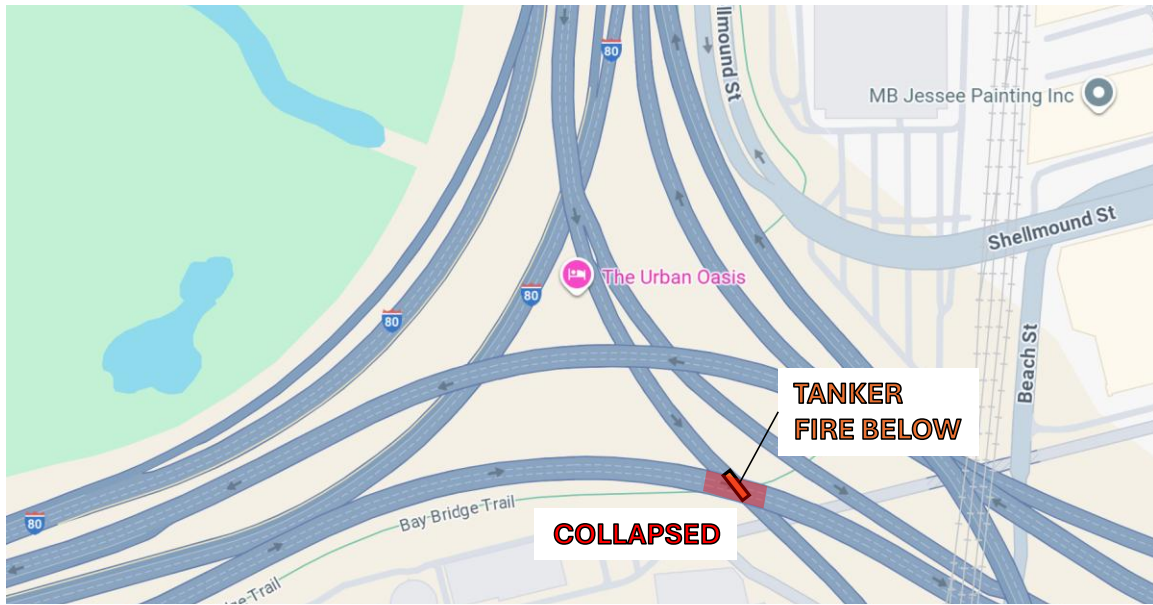 80
llmound St
MB Jessee Painting Inc
Shellmound St
The Urban Oasis
80
80
Beach St
TANKER
FIRE BELOW
80
Bay Bridge Trail
COLLAPSED
dge Trail